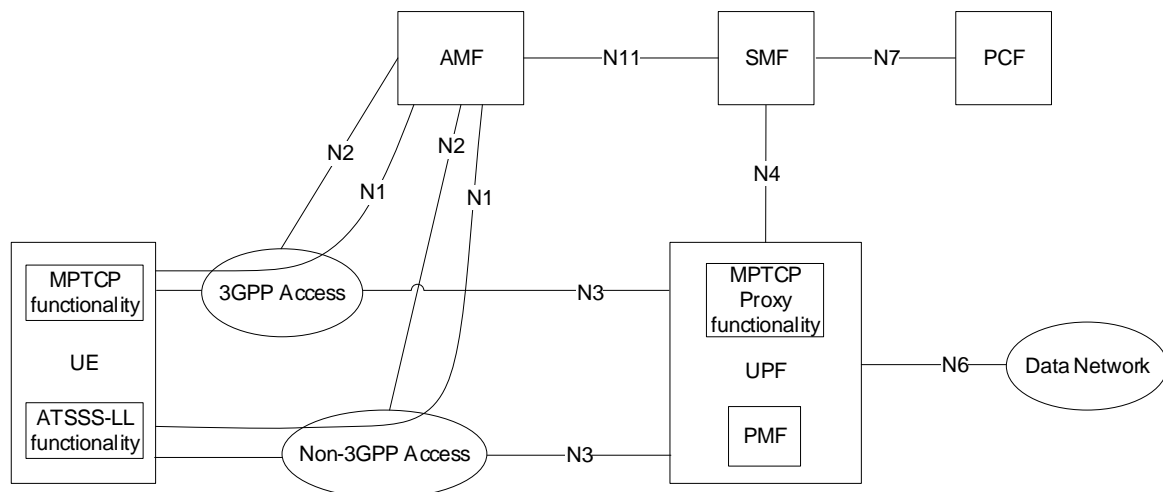 AMF
N11
SMF
N7
PCF
N2
N2
N1
N1
N4
MPTCP
functionality
3GPP Access
N3
MPTCP
Proxy
functionality
UE
UPF
N6
Data Network
ATSSS-LL
functionality
Non-3GPP Access
N3
PMF